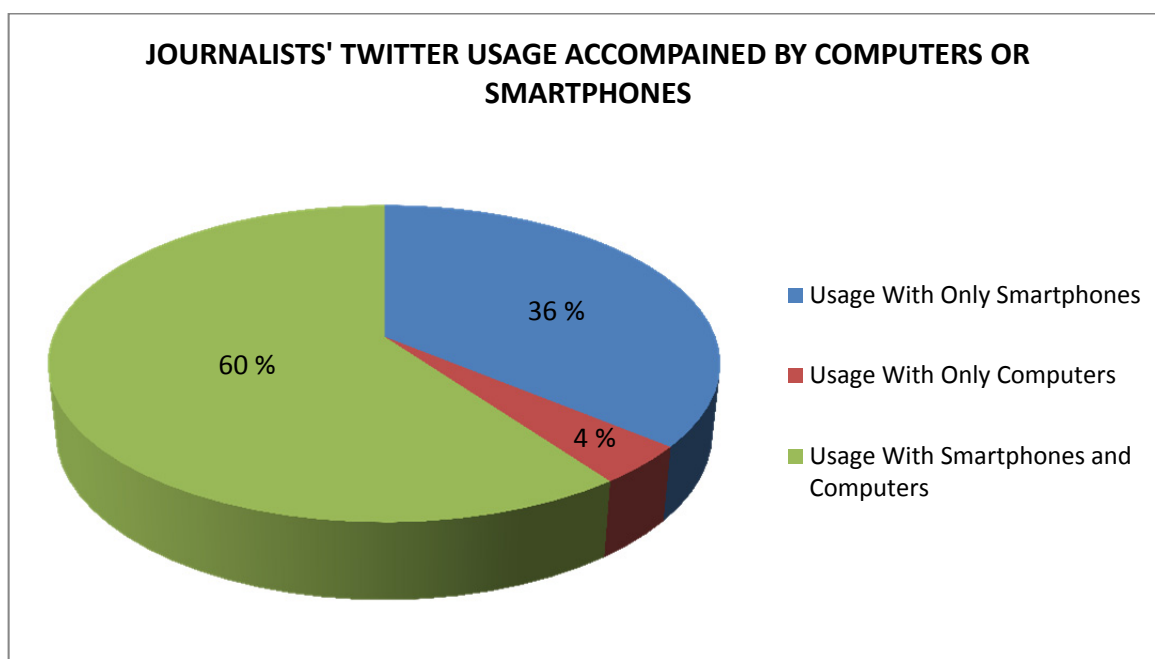 JOURNALISTS' TWITTER USAGE ACCOMPAINED BY COMPUTERS OR
SMARTPHONES
36 %
60 %
4 %
Usage With Only Smartphones
Usage With Only Computers
Usage With Smartphones and
Computers